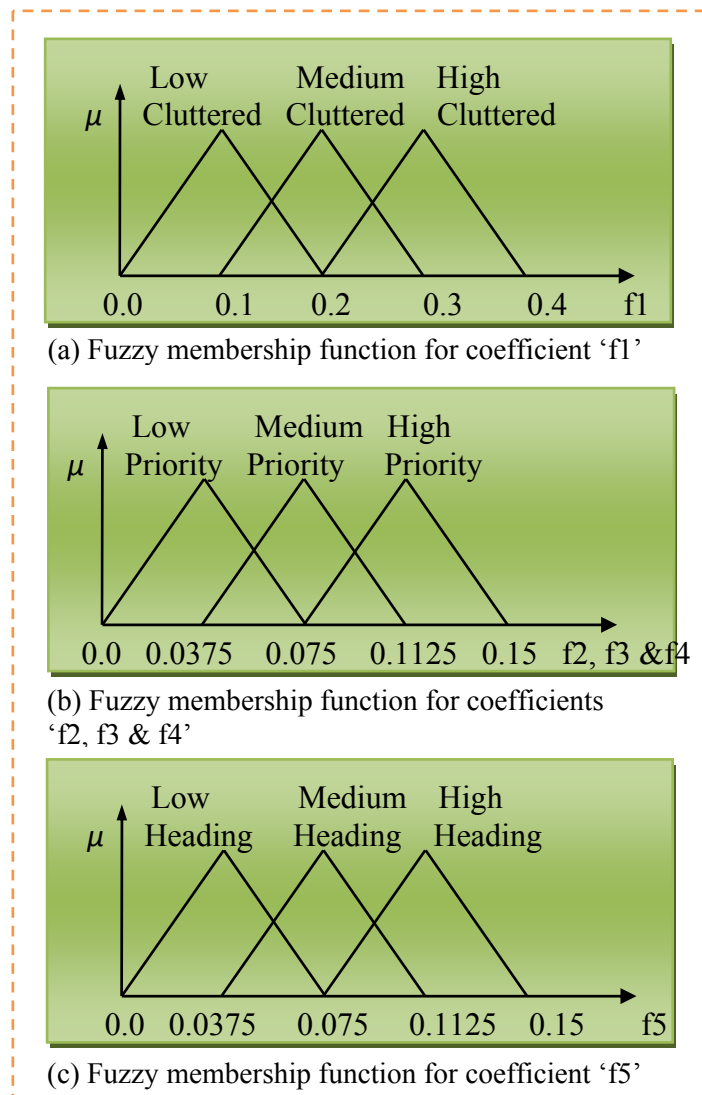 Low Medium High
μ Cluttered Cluttered Cluttered
0.0 0.1 0.2 0.3 0.4 f1
(a) Fuzzy membership function for coefficient ‘f1’
Low Medium High
μ Priority Priority Priority
0.0 0.0375 0.075 0.1125 0.15 f2, f3 &f4
(b) Fuzzy membership function for coefficients
‘f2, f3 & f4’
Low Medium High
μ Heading Heading Heading
0.0 0.0375 0.075 0.1125 0.15 f5
(c) Fuzzy membership function for coefficient ‘f5’